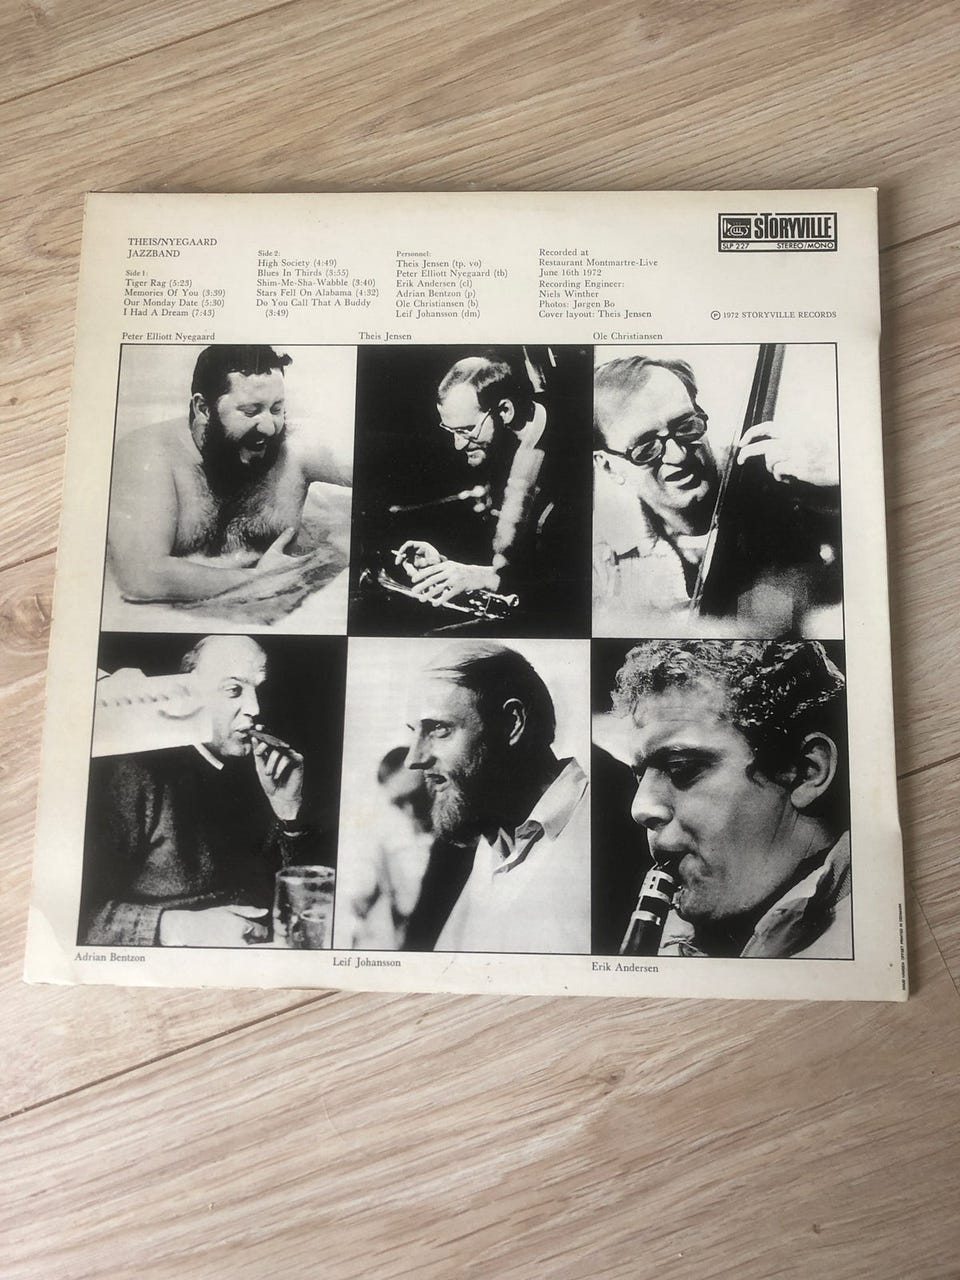 THEIS/NYEGAARD
JAZZBAND
Side 1:
Tiger Rag (5:23)
Memories Of You (3:39)
Our Monday Date (5:30)
I Had A Dream (7:43)
Side 2:
High Society (4:49)
Blues In Thirds (3:55)
Shim-Me-Sha-Wabble (3:40)
Stars Fell On Alabama (4:32)
Do You Call That A Buddy
(3:49)
Personnel:
Theis Jensen (tp, vo)
Peter Elliott Nyegaard (tb)
Erik Andersen (cl)
Adrian Bentzon (p)
Ole Christiansen (b)
Leif Johansson (dm)
Recorded at
Restaurant Montmartre-Live
June 16th 1972
Recording Engineer:
Niels Winther
Photos: Jørgen Bo
Cover layout: Theis Jensen
STORYVILLE
SLP 227 STEREO/MONO
℗ 1972 STORYVILLE RECORDS
Peter Elliott Nyegaard
Theis Jensen
Ole Christiansen
Adrian Bentzon
Leif Johansson
Erik Andersen
OFFSET PRINTED IN DENMARK